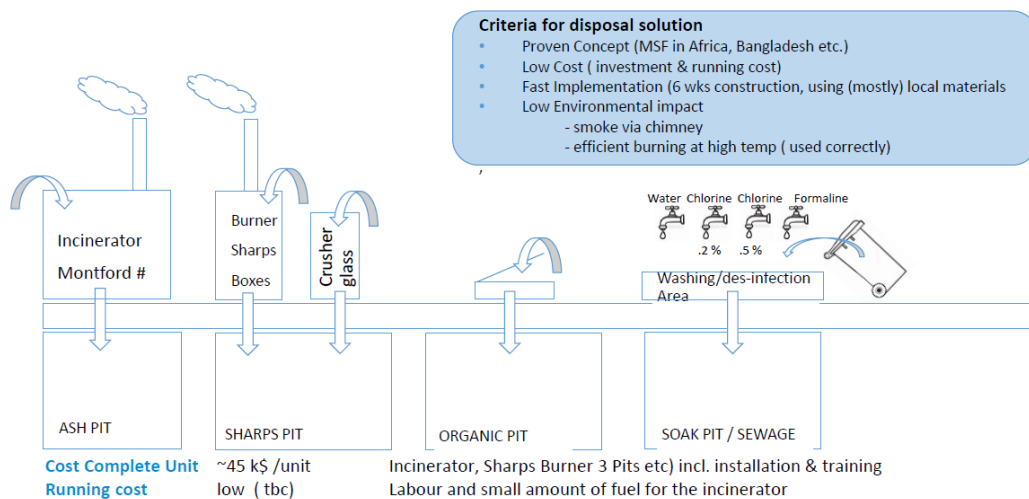 Criteria for disposal solution
• Proven Concept (MSF in Africa, Bangladesh etc.)
• Low Cost ( investment & running cost)
• Fast Implementation (6 wks construction, using (mostly) local materials
• Low Environmental impact
- smoke via chimney
- efficient burning at high temp ( used correctly)
,
Water Chlorine Chlorine Formaline
.2 % .5 %
Incinerator
Montford #
Burner
Sharps
Boxes
Crusher
glass
Washing/des-infection
Area
ASH PIT
SHARPS PIT
ORGANIC PIT
SOAK PIT / SEWAGE
Cost Complete Unit ~45 k$ /unit Incinerator, Sharps Burner 3 Pits etc) incl. installation & training
Running cost low ( tbc) Labour and small amount of fuel for the incinerator